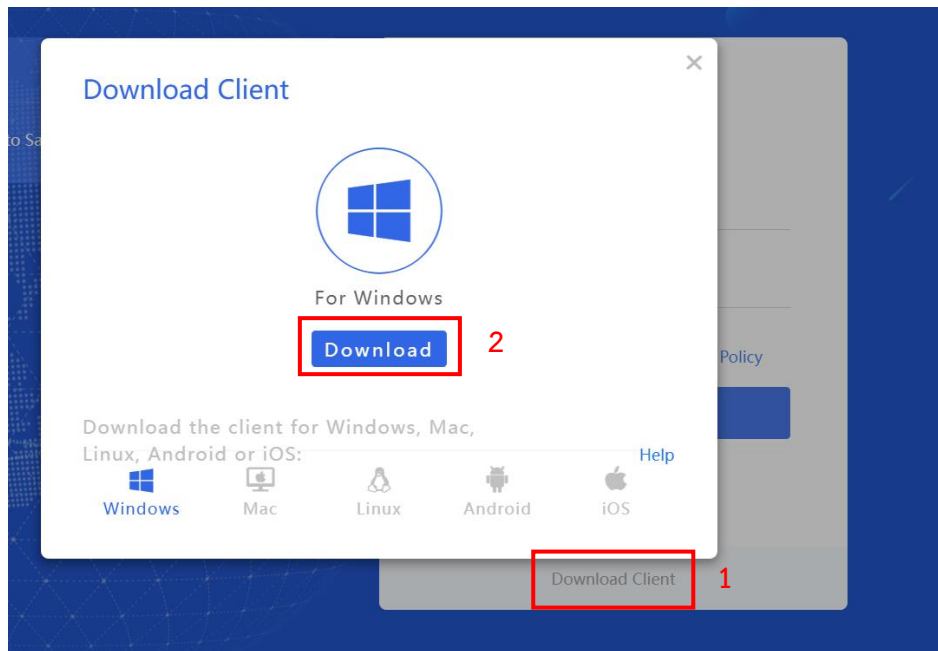 Download Client
to Sa
For Windows
Download
2
Policy
Download the client for Windows, Mac,
Linux, Android or iOS:
Help
Windows
Mac
Linux
Android
iOS
Download Client
1